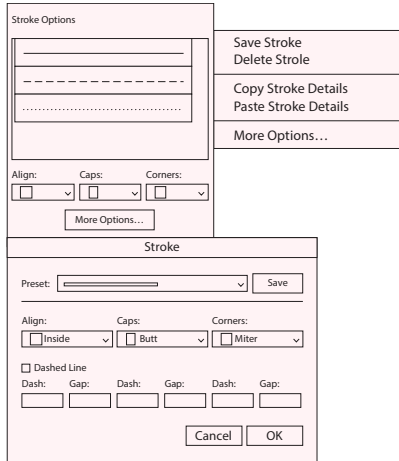 Stroke Options
Save Stroke
Delete Strole
Copy Stroke Details
Paste Stroke Details
More Options…
Align: Caps: Corners:
More Options…
Stroke
Preset: Save
Align: Caps: Corners:
Inside Butt Miter
Dashed Line
Dash: Gap: Dash: Gap: Dash: Gap:
Cancel OK